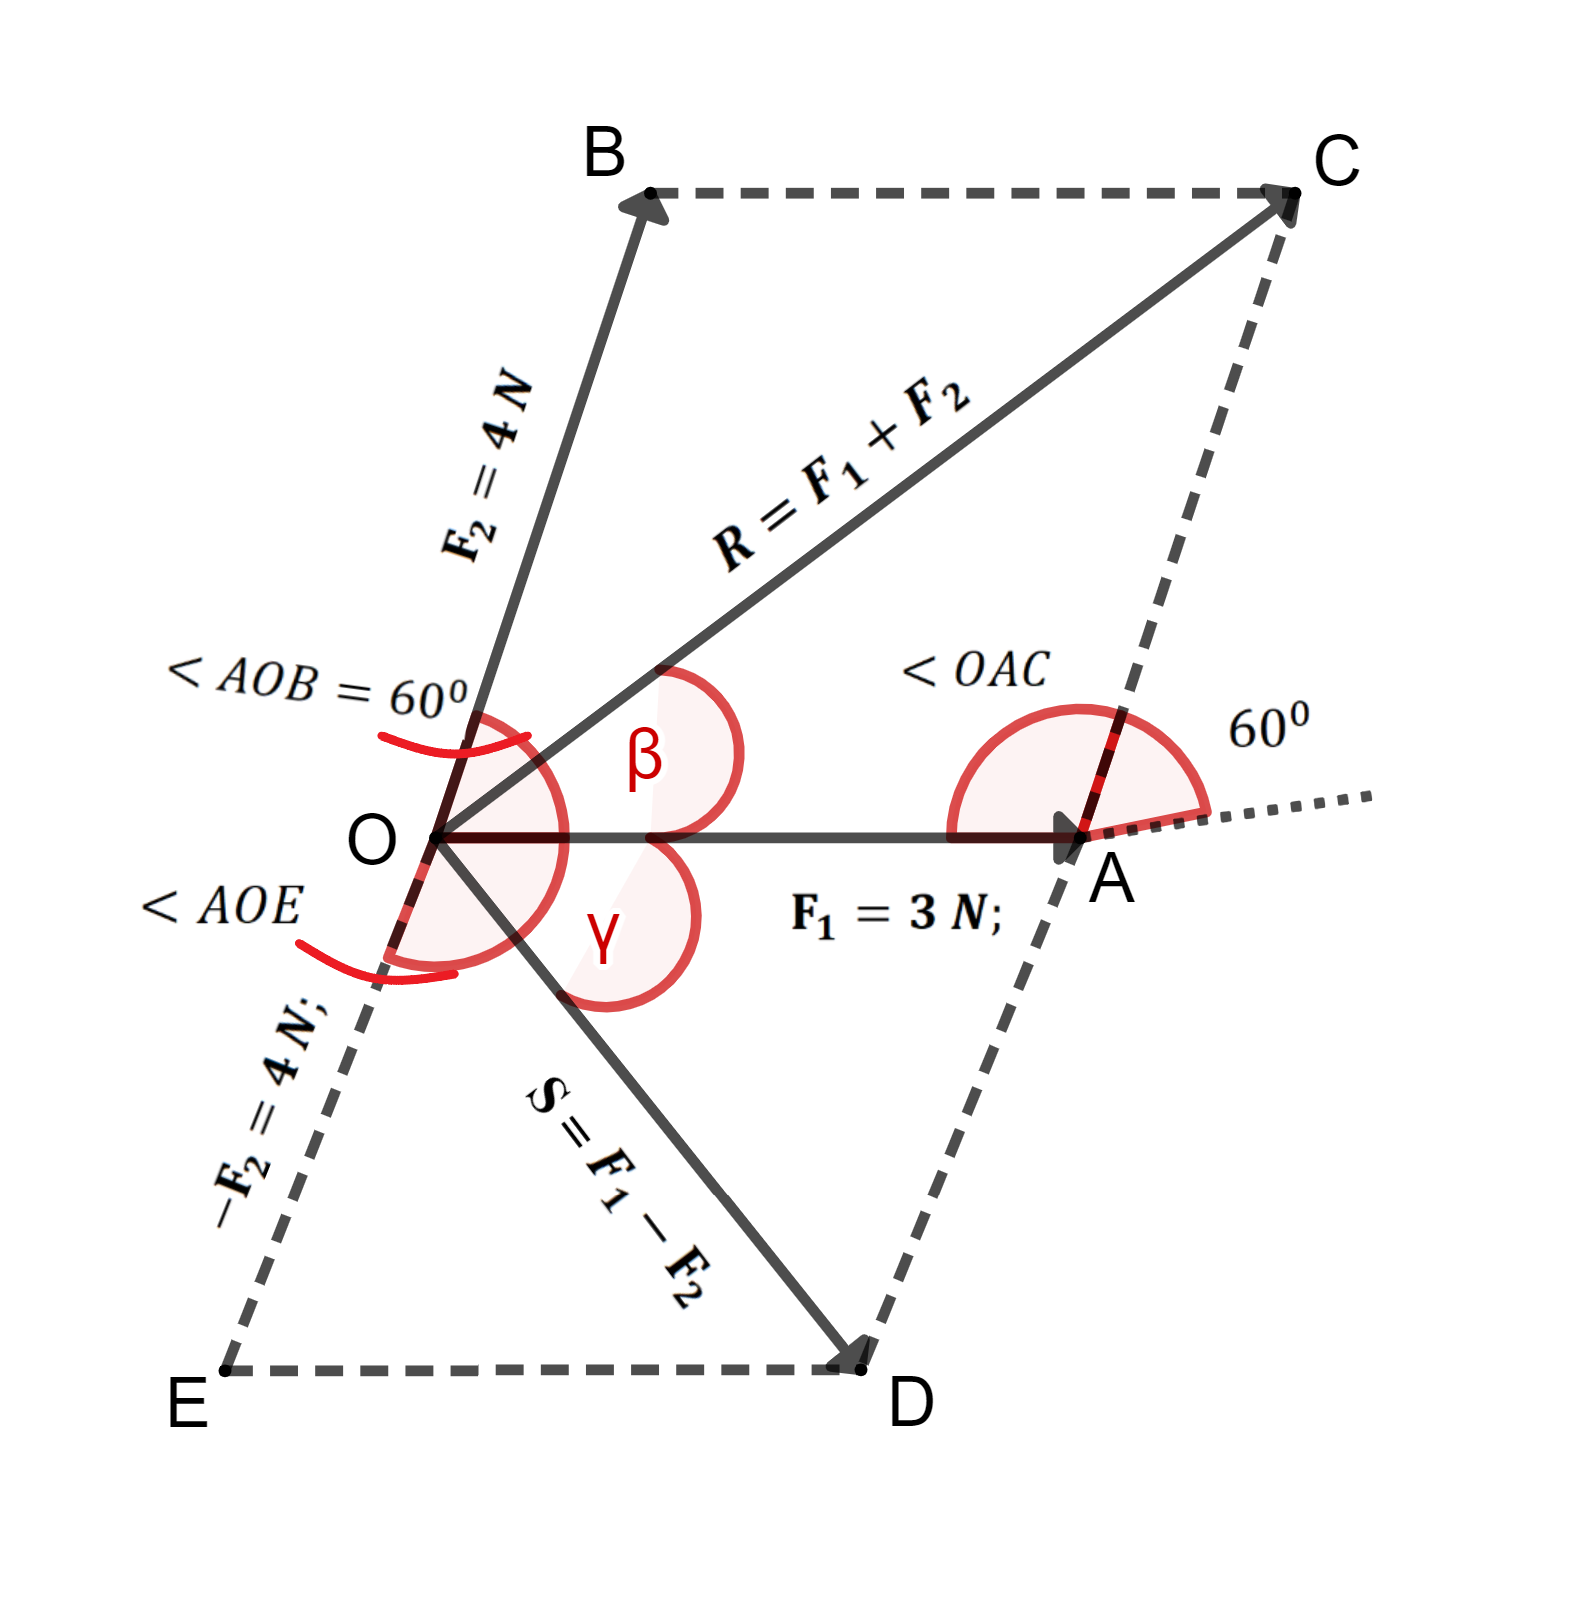 B
C
F₂ = 4 N
R = F₁ + F₂
< AOB = 60⁰
β
< OAC
60⁰
O
A
< AOE
γ
F₁ = 3 N;
−F₂ = 4 N;
S = F₁ − F₂
E
D